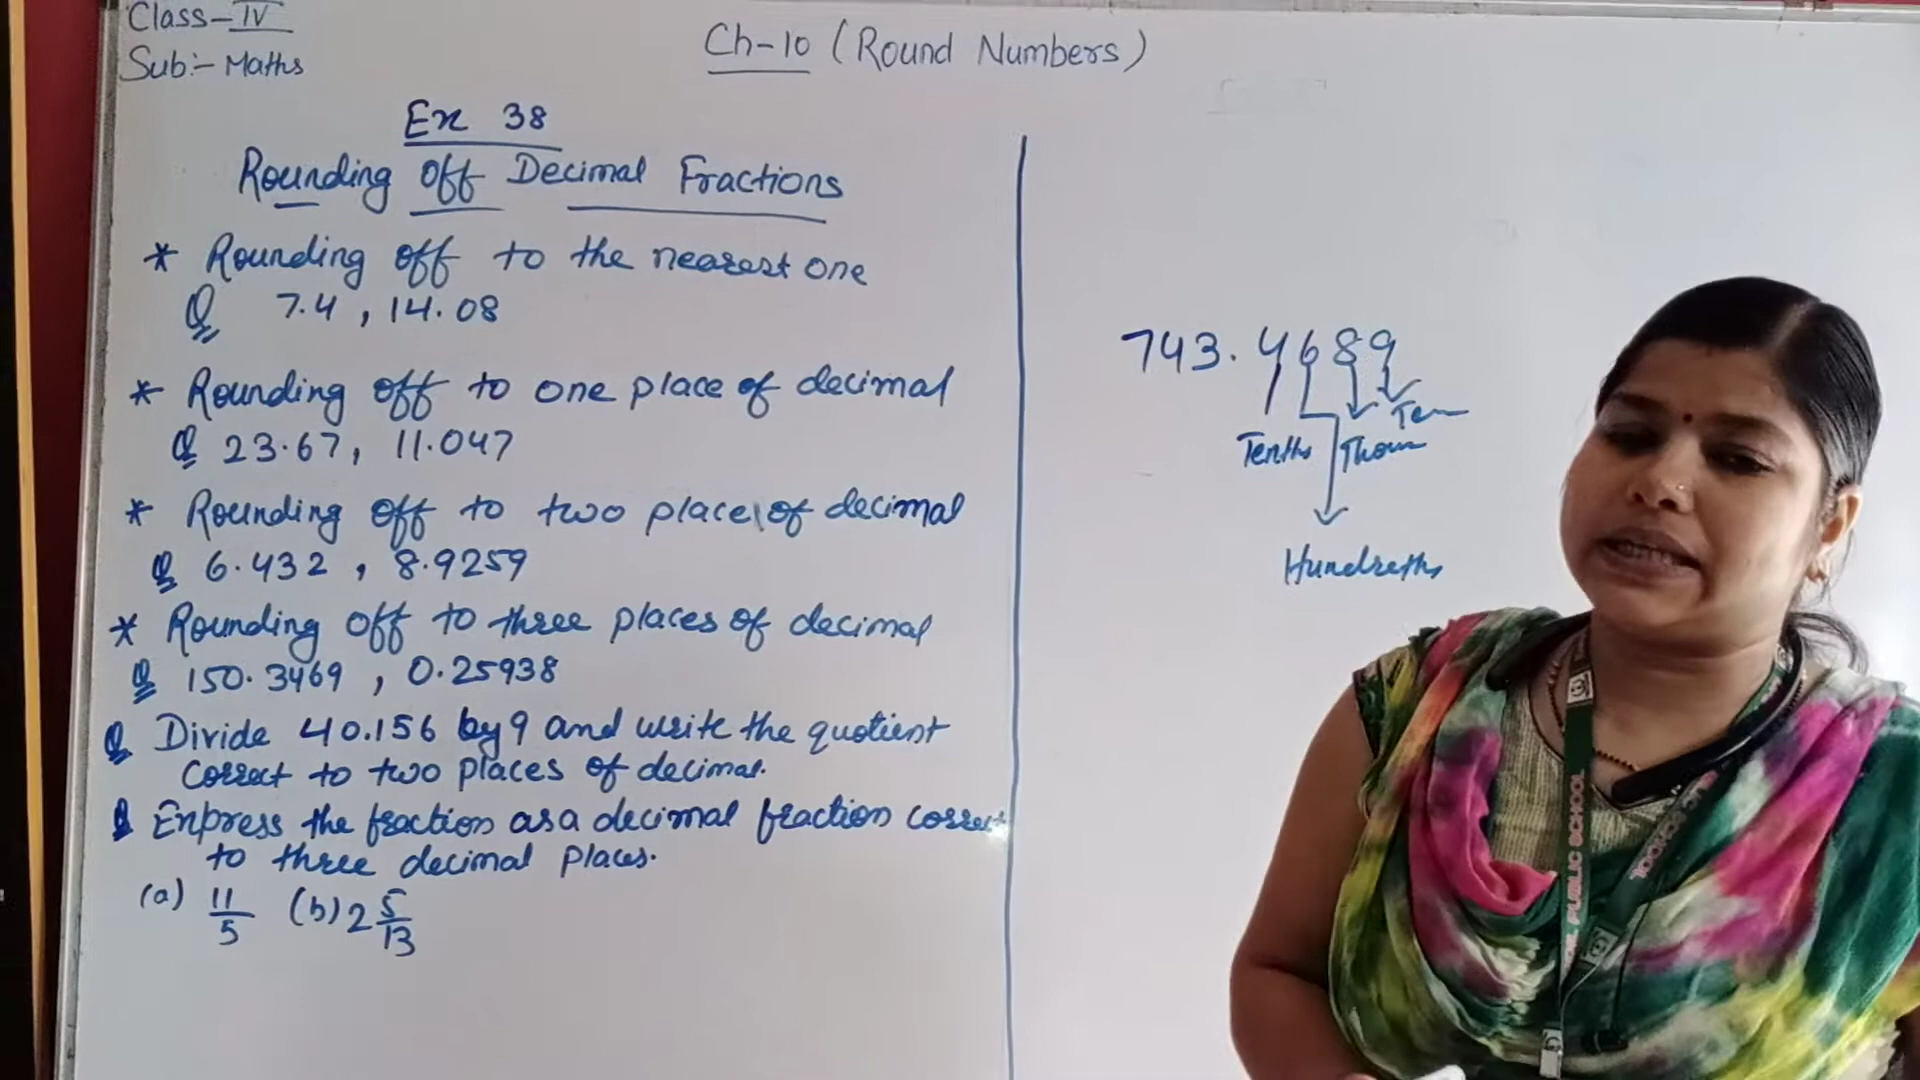 Class-IV
Sub:- Maths
Ch-10 (Round Numbers)
Ex 38
Rounding off Decimal Fractions
* Rounding off to the nearest one
Q 7.4, 14.08
* Rounding off to one place of decimal
Q 23.67, 11.047
* Rounding off to two place of decimal
Q 6.432, 8.9259
* Rounding off to three places of decimal
Q 150.3469, 0.25938
Q Divide 40.156 by 9 and write the quotient
correct to two places of decimal.
Q Express the fraction as a decimal fraction correct
to three decimal places.
(a) 11/5 (b) 2 5/13
743.4689
Ten
Tenths Thou
Hundreths
PUBLIC SCHOOL